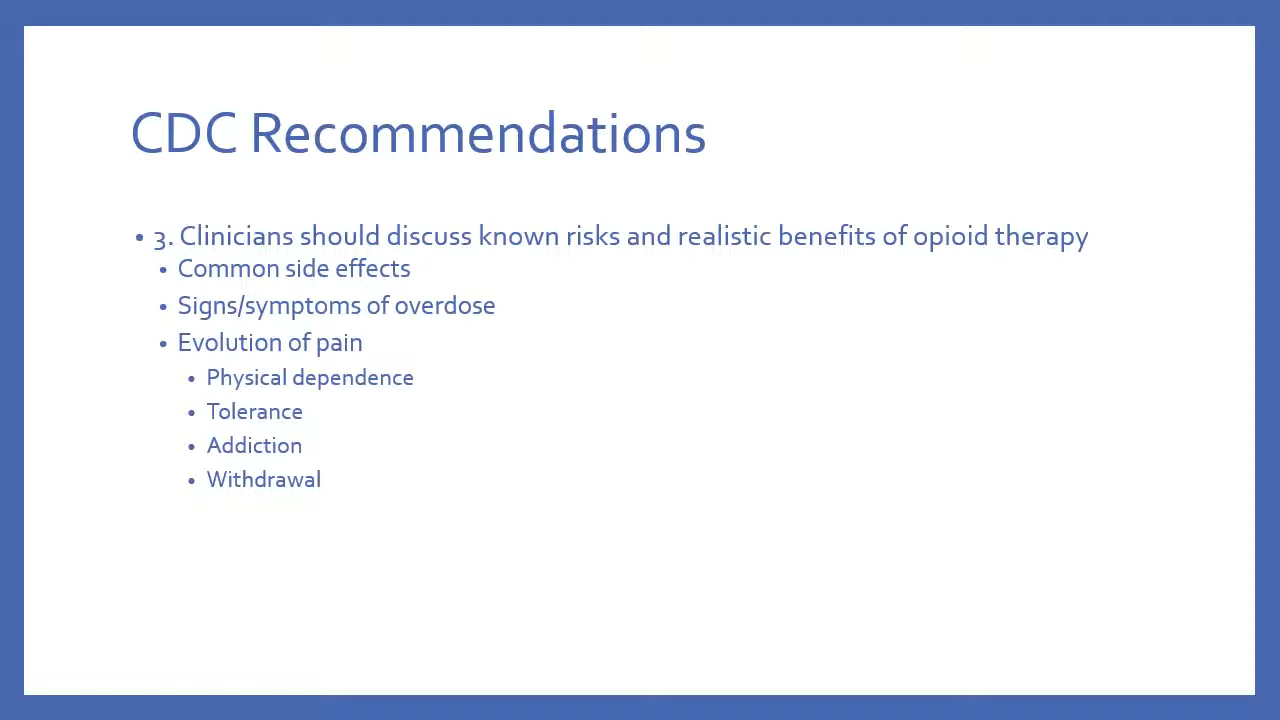 CDC Recommendations
• 3. Clinicians should discuss known risks and realistic benefits of opioid therapy
• Common side effects
• Signs/symptoms of overdose
• Evolution of pain
• Physical dependence
• Tolerance
• Addiction
• Withdrawal